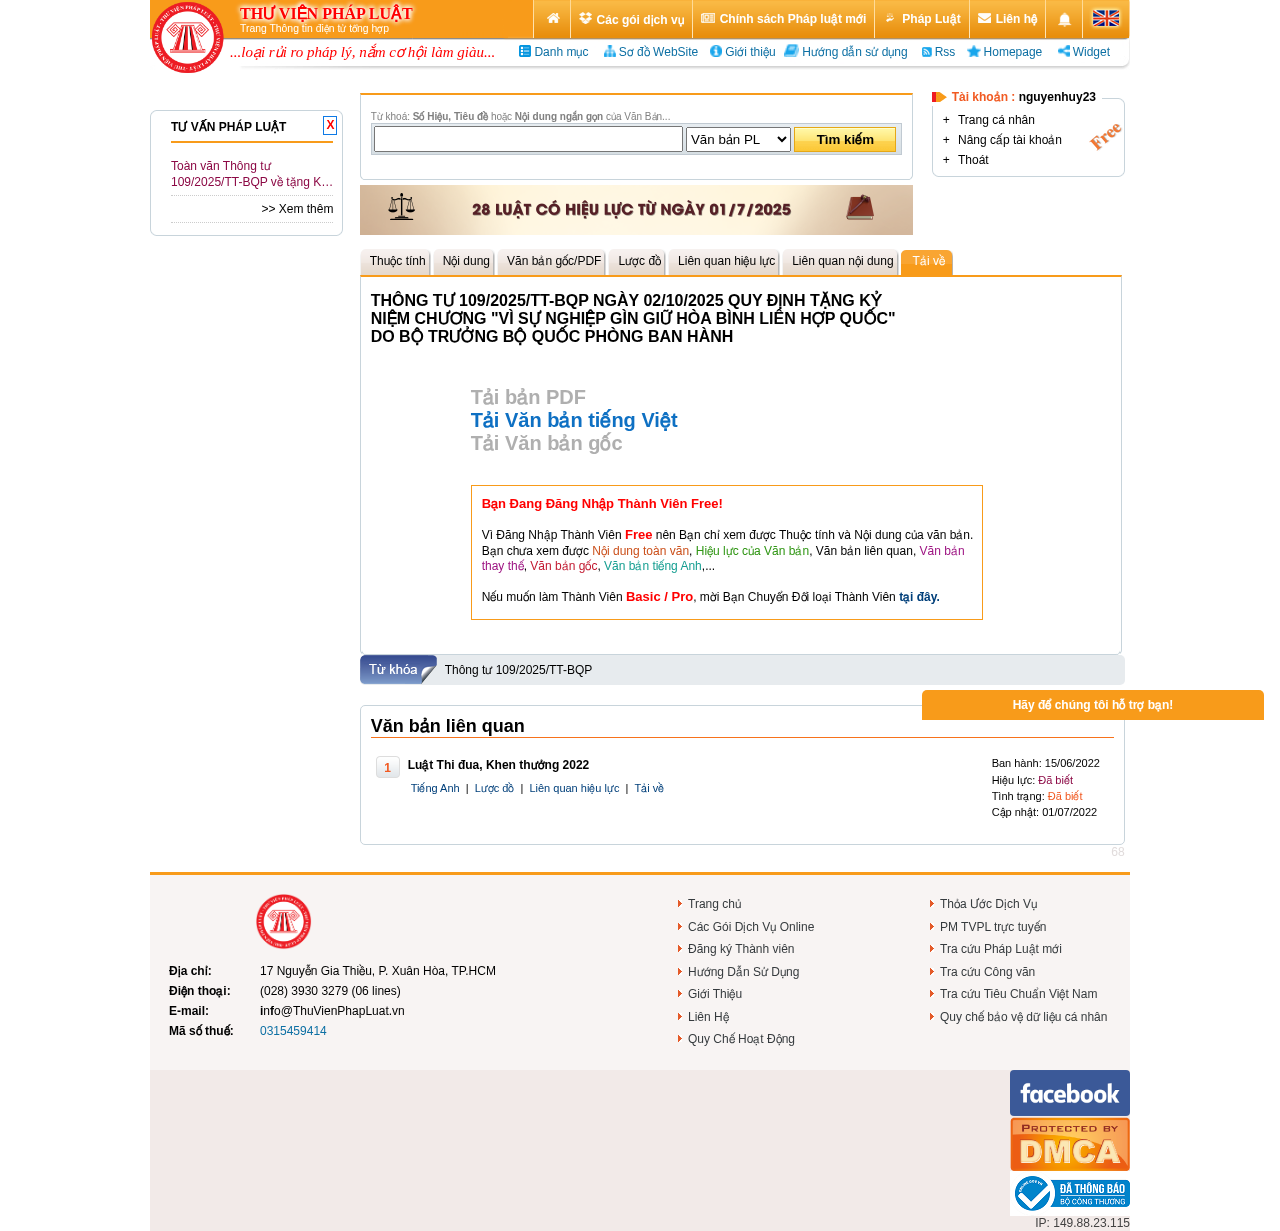 THƯ VIỆN PHÁP LUẬT
Trang Thông tin điện tử tổng hợp
Các gói dịch vụ
Chính sách Pháp luật mới
Pháp Luật
Liên hệ
...loại rủi ro pháp lý, nắm cơ hội làm giàu...
Danh mục
Sơ đồ WebSite
Giới thiệu
Hướng dẫn sử dụng
Rss
Homepage
Widget
TƯ VẤN PHÁP LUẬT
X
Toàn văn Thông tư
109/2025/TT-BQP về tặng K…
>> Xem thêm
Từ khoá: Số Hiệu, Tiêu đề hoặc Nội dung ngắn gọn của Văn Bản...
Văn bản PL
Tìm kiếm
28 LUẬT CÓ HIỆU LỰC TỪ NGÀY 01/7/2025
Tài khoản : nguyenhuy23
+ Trang cá nhân
+ Nâng cấp tài khoản
+ Thoát
Free
Thuộc tính
Nội dung
Văn bản gốc/PDF
Lược đồ
Liên quan hiệu lực
Liên quan nội dung
Tải về
THÔNG TƯ 109/2025/TT-BQP NGÀY 02/10/2025 QUY ĐỊNH TẶNG KỶ
NIỆM CHƯƠNG "VÌ SỰ NGHIỆP GÌN GIỮ HÒA BÌNH LIÊN HỢP QUỐC"
DO BỘ TRƯỞNG BỘ QUỐC PHÒNG BAN HÀNH
Tải bản PDF
Tải Văn bản tiếng Việt
Tải Văn bản gốc
Bạn Đang Đăng Nhập Thành Viên Free!
Vì Đăng Nhập Thành Viên Free nên Bạn chỉ xem được Thuộc tính và Nội dung của văn bản.
Bạn chưa xem được Nội dung toàn văn, Hiệu lực của Văn bản, Văn bản liên quan, Văn bản
thay thế, Văn bản gốc, Văn bản tiếng Anh,...
Nếu muốn làm Thành Viên Basic / Pro, mời Bạn Chuyển Đổi loại Thành Viên tại đây.
Từ khóa
Thông tư 109/2025/TT-BQP
Hãy để chúng tôi hỗ trợ bạn!
Văn bản liên quan
1
Luật Thi đua, Khen thưởng 2022
Tiếng Anh | Lược đồ | Liên quan hiệu lực | Tải về
Ban hành: 15/06/2022
Hiệu lực: Đã biết
Tình trạng: Đã biết
Cập nhật: 01/07/2022
68
Địa chỉ: 17 Nguyễn Gia Thiều, P. Xuân Hòa, TP.HCM
Điện thoại: (028) 3930 3279 (06 lines)
E-mail: info@ThuVienPhapLuat.vn
Mã số thuế: 0315459414
Trang chủ
Các Gói Dịch Vụ Online
Đăng ký Thành viên
Hướng Dẫn Sử Dụng
Giới Thiệu
Liên Hệ
Quy Chế Hoạt Động
Thỏa Ước Dịch Vụ
PM TVPL trực tuyến
Tra cứu Pháp Luật mới
Tra cứu Công văn
Tra cứu Tiêu Chuẩn Việt Nam
Quy chế bảo vệ dữ liệu cá nhân
facebook
PROTECTED BY
DMCA
ĐÃ THÔNG BÁO
BỘ CÔNG THƯƠNG
IP: 149.88.23.115